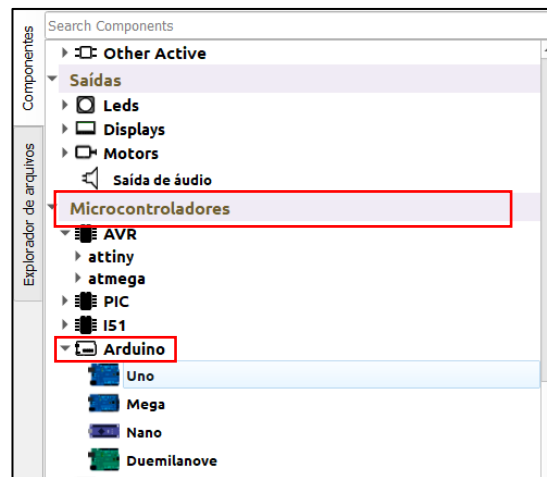 Search Components
Componentes
Explorador de arquivos
Other Active
Saídas
Leds
Displays
Motors
Saída de áudio
Microcontroladores
AVR
attiny
atmega
PIC
I51
Arduino
Uno
Mega
Nano
Duemilanove